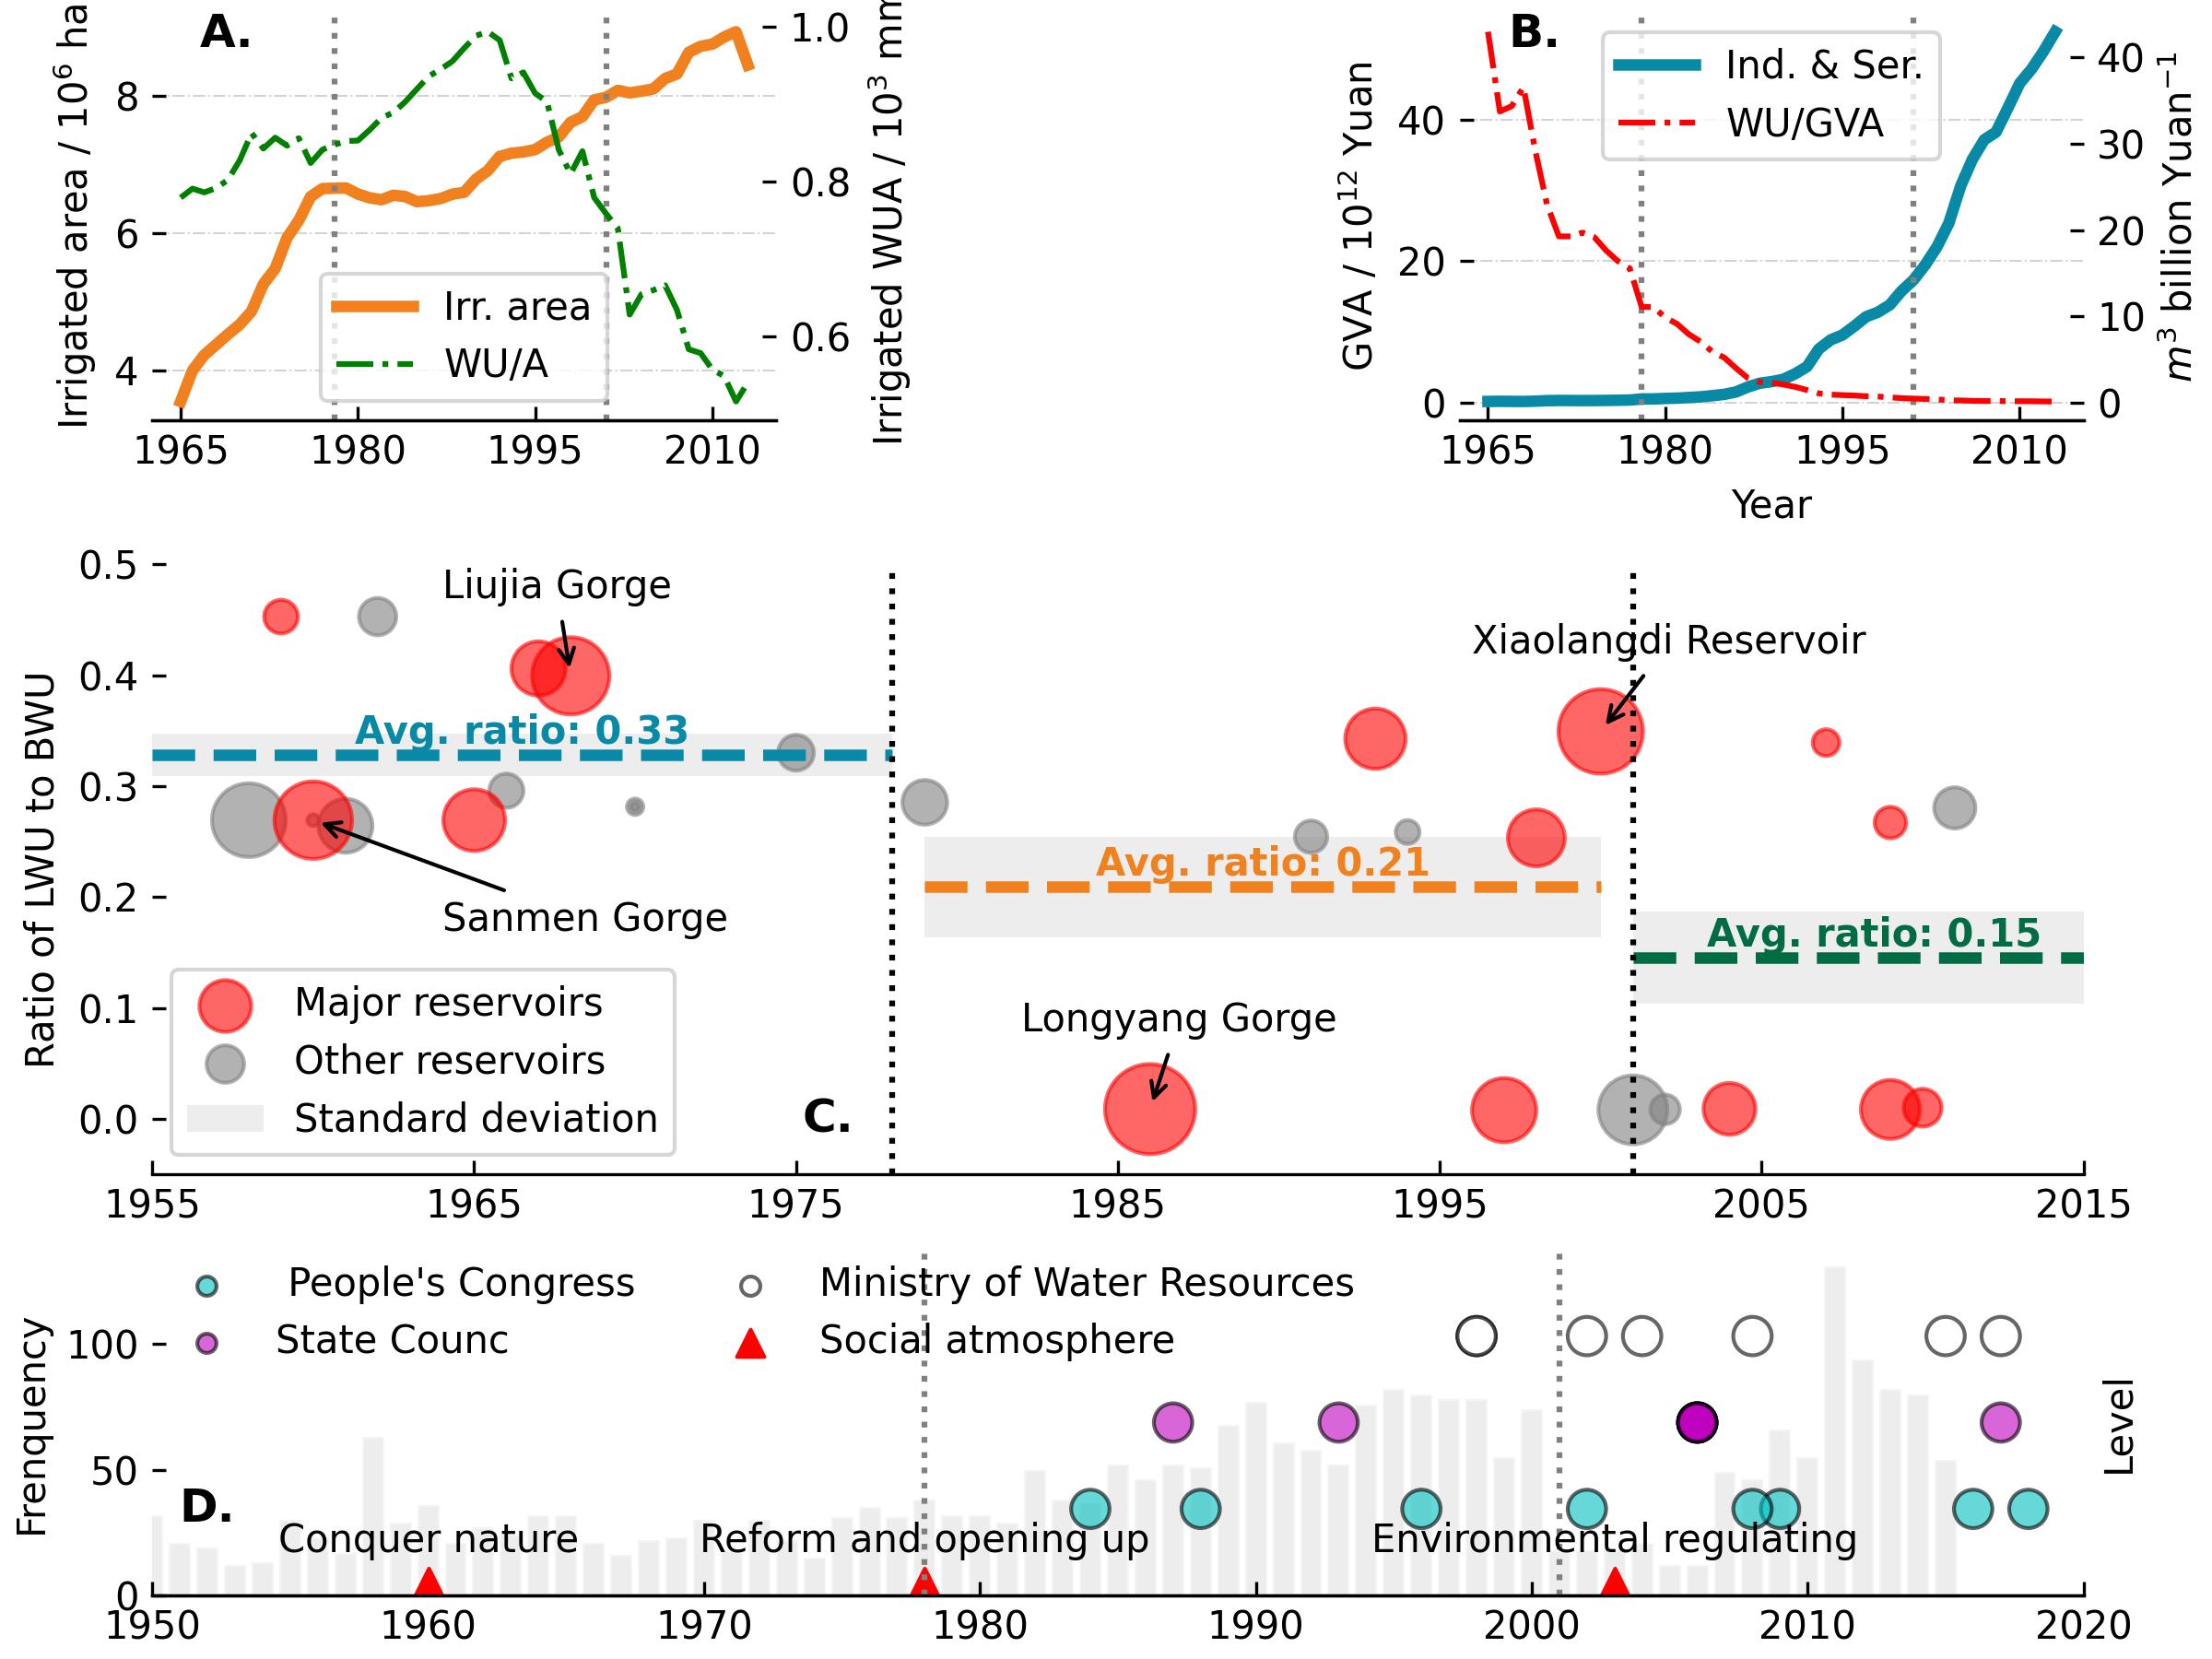 A.
Irrigated area / 10⁶ ha
8
6
4
1.0
0.8
0.6
Irrigated WUA / 10³ mm
Irr. area
WU/A
1965 1980 1995 2010
B.
GVA / 10¹² Yuan
40
20
0
40
30
20
10
0
m³ billion Yuan⁻¹
Ind. & Ser.
WU/GVA
1965 1980 1995 2010
Year
Ratio of LWU to BWU
0.5
0.4
0.3
0.2
0.1
0.0
Liujia Gorge
Xiaolangdi Reservoir
Avg. ratio: 0.33
Avg. ratio: 0.21
Sanmen Gorge
Avg. ratio: 0.15
Longyang Gorge
Major reservoirs
Other reservoirs
Standard deviation
C.
1955 1965 1975 1985 1995 2005 2015
People's Congress
State Counc
Ministry of Water Resources
Social atmosphere
Frenquency
100
50
0
Level
D.
Conquer nature
Reform and opening up
Environmental regulating
1950 1960 1970 1980 1990 2000 2010 2020